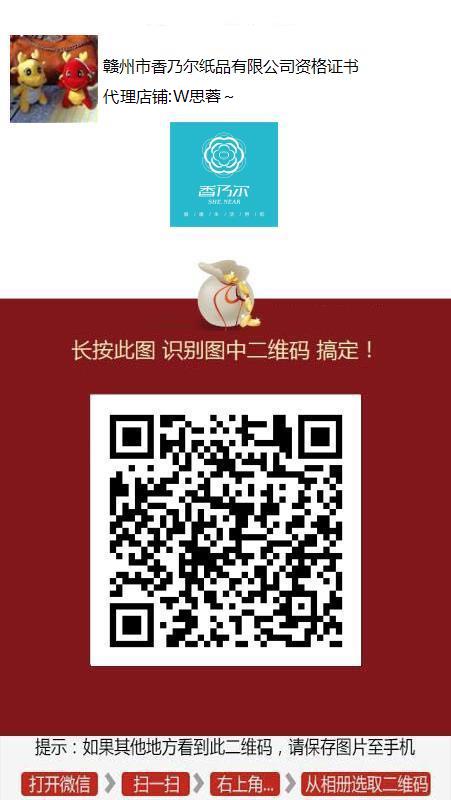 赣州市香乃尔纸品有限公司资格证书
代理店铺:W思蓉～
香乃尔
SHE NEAR
长按此图 识别图中二维码 搞定！
提示：如果其他地方看到此二维码，请保存图片至手机
打开微信 扫一扫 右上角... 从相册选取二维码